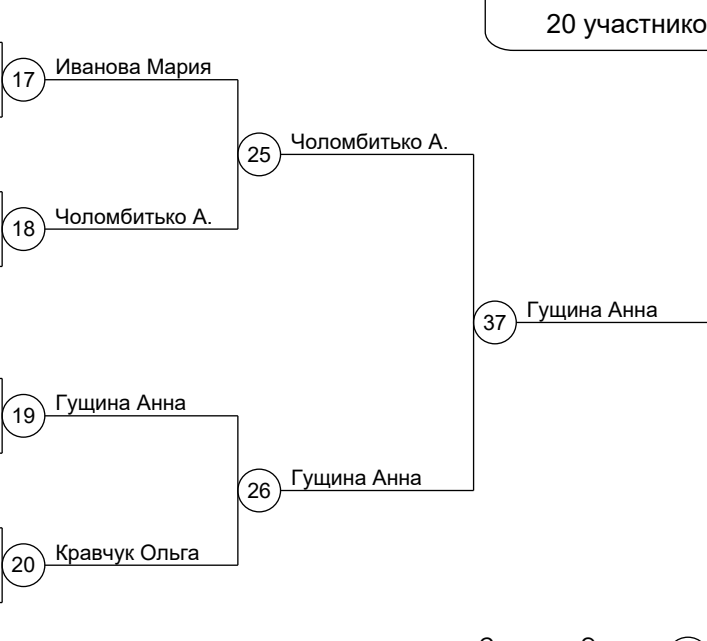 20 участнико
17 Иванова Мария
25 Чоломбитько А.
18 Чоломбитько А.
37 Гущина Анна
19 Гущина Анна
26 Гущина Анна
20 Кравчук Ольга